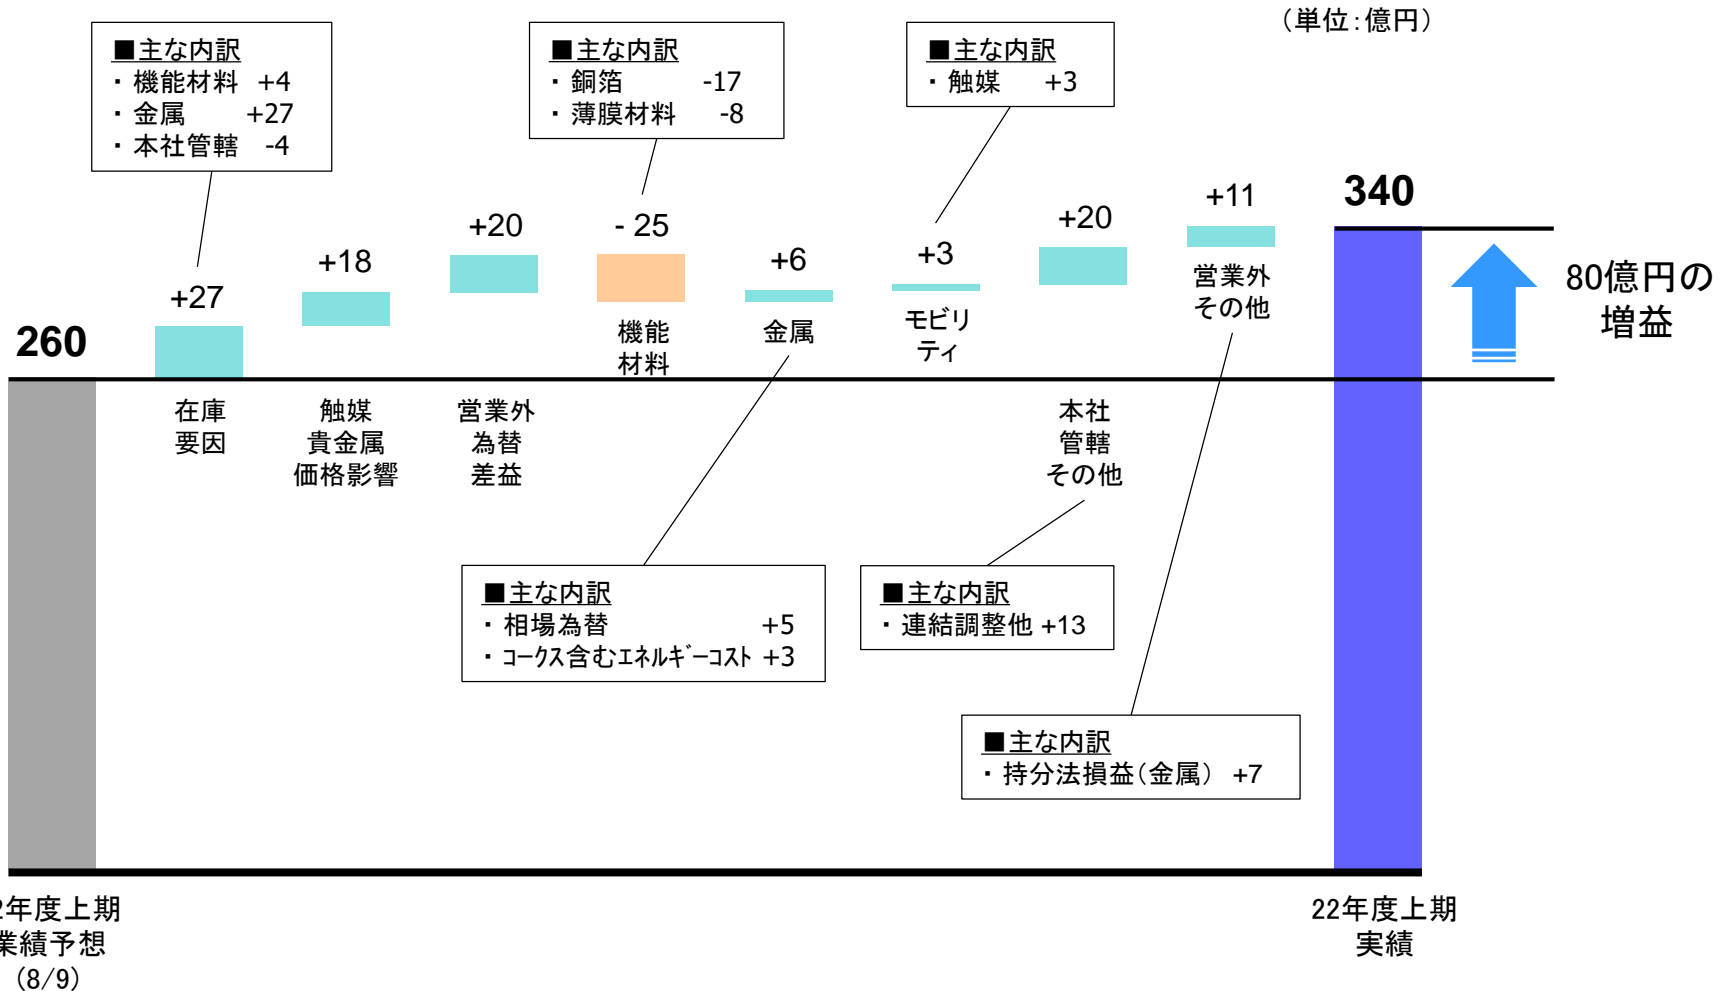 （単位：億円）
■主な内訳
・機能材料 +4
・金属 +27
・本社管轄 -4
■主な内訳
・銅箔 -17
・薄膜材料 -8
■主な内訳
・触媒 +3
260
+27
+18
+20
- 25
+6
+3
+20
+11
340
80億円の
増益
在庫
要因
触媒
貴金属
価格影響
営業外
為替
差益
機能
材料
金属
モビリ
ティ
本社
管轄
その他
営業外
その他
■主な内訳
・相場為替 +5
・ｺｰｸｽ含むｴﾈﾙｷﾞｰｺｽﾄ +3
■主な内訳
・連結調整他 +13
■主な内訳
・持分法損益（金属） +7
2年度上期
業績予想
（8/9）
22年度上期
実績